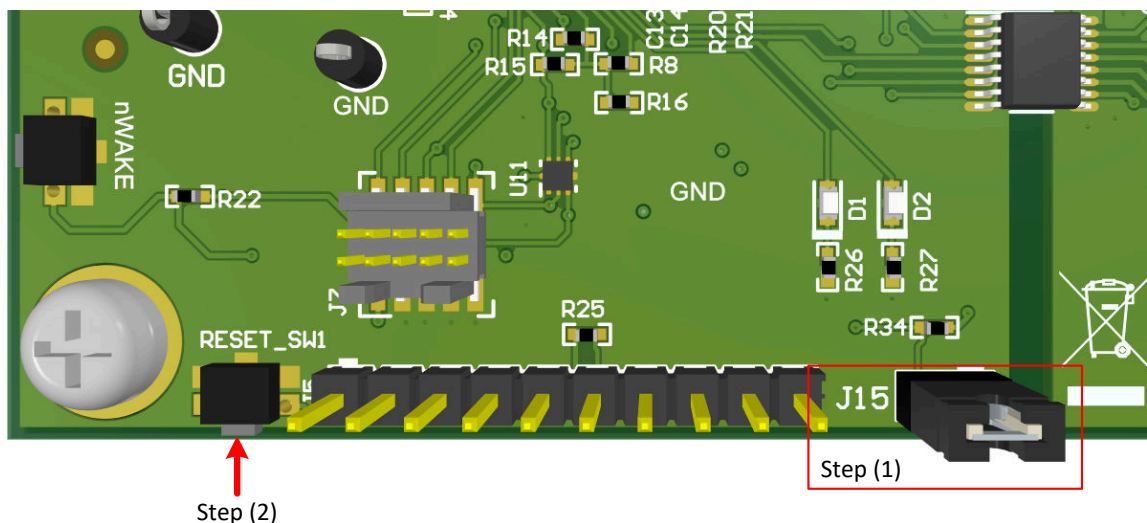 R14
R15
C13
C14
R20
R21
R8
R16
GND
GND
nWAKE
R22
U11
GND
D1
D2
R26
R27
J7
R25
R34
RESET_SW1
J15
Step (1)
Step (2)